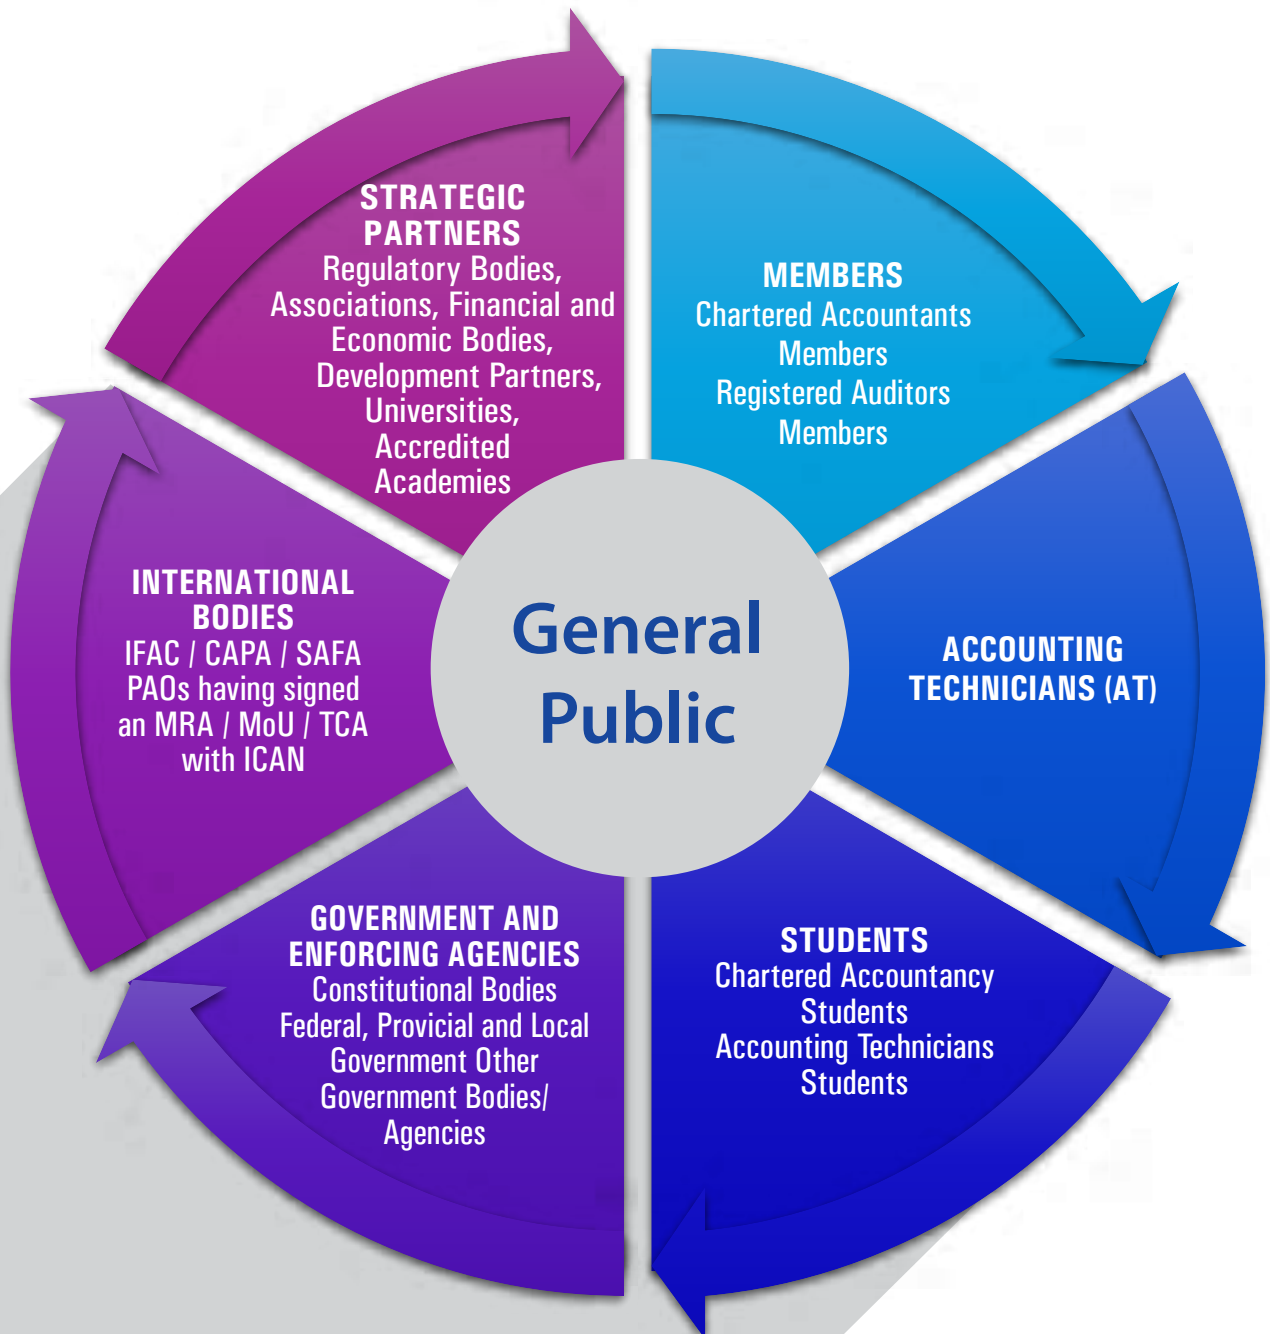 STRATEGIC
PARTNERS
Regulatory Bodies,
Associations, Financial and
Economic Bodies,
Development Partners,
Universities,
Accredited
Academies
MEMBERS
Chartered Accountants
Members
Registered Auditors
Members
INTERNATIONAL
BODIES
IFAC / CAPA / SAFA
PAOs having signed
an MRA / MoU / TCA
with ICAN
General
Public
ACCOUNTING
TECHNICIANS (AT)
GOVERNMENT AND
ENFORCING AGENCIES
Constitutional Bodies
Federal, Provicial and Local
Government Other
Government Bodies/
Agencies
STUDENTS
Chartered Accountancy
Students
Accounting Technicians
Students